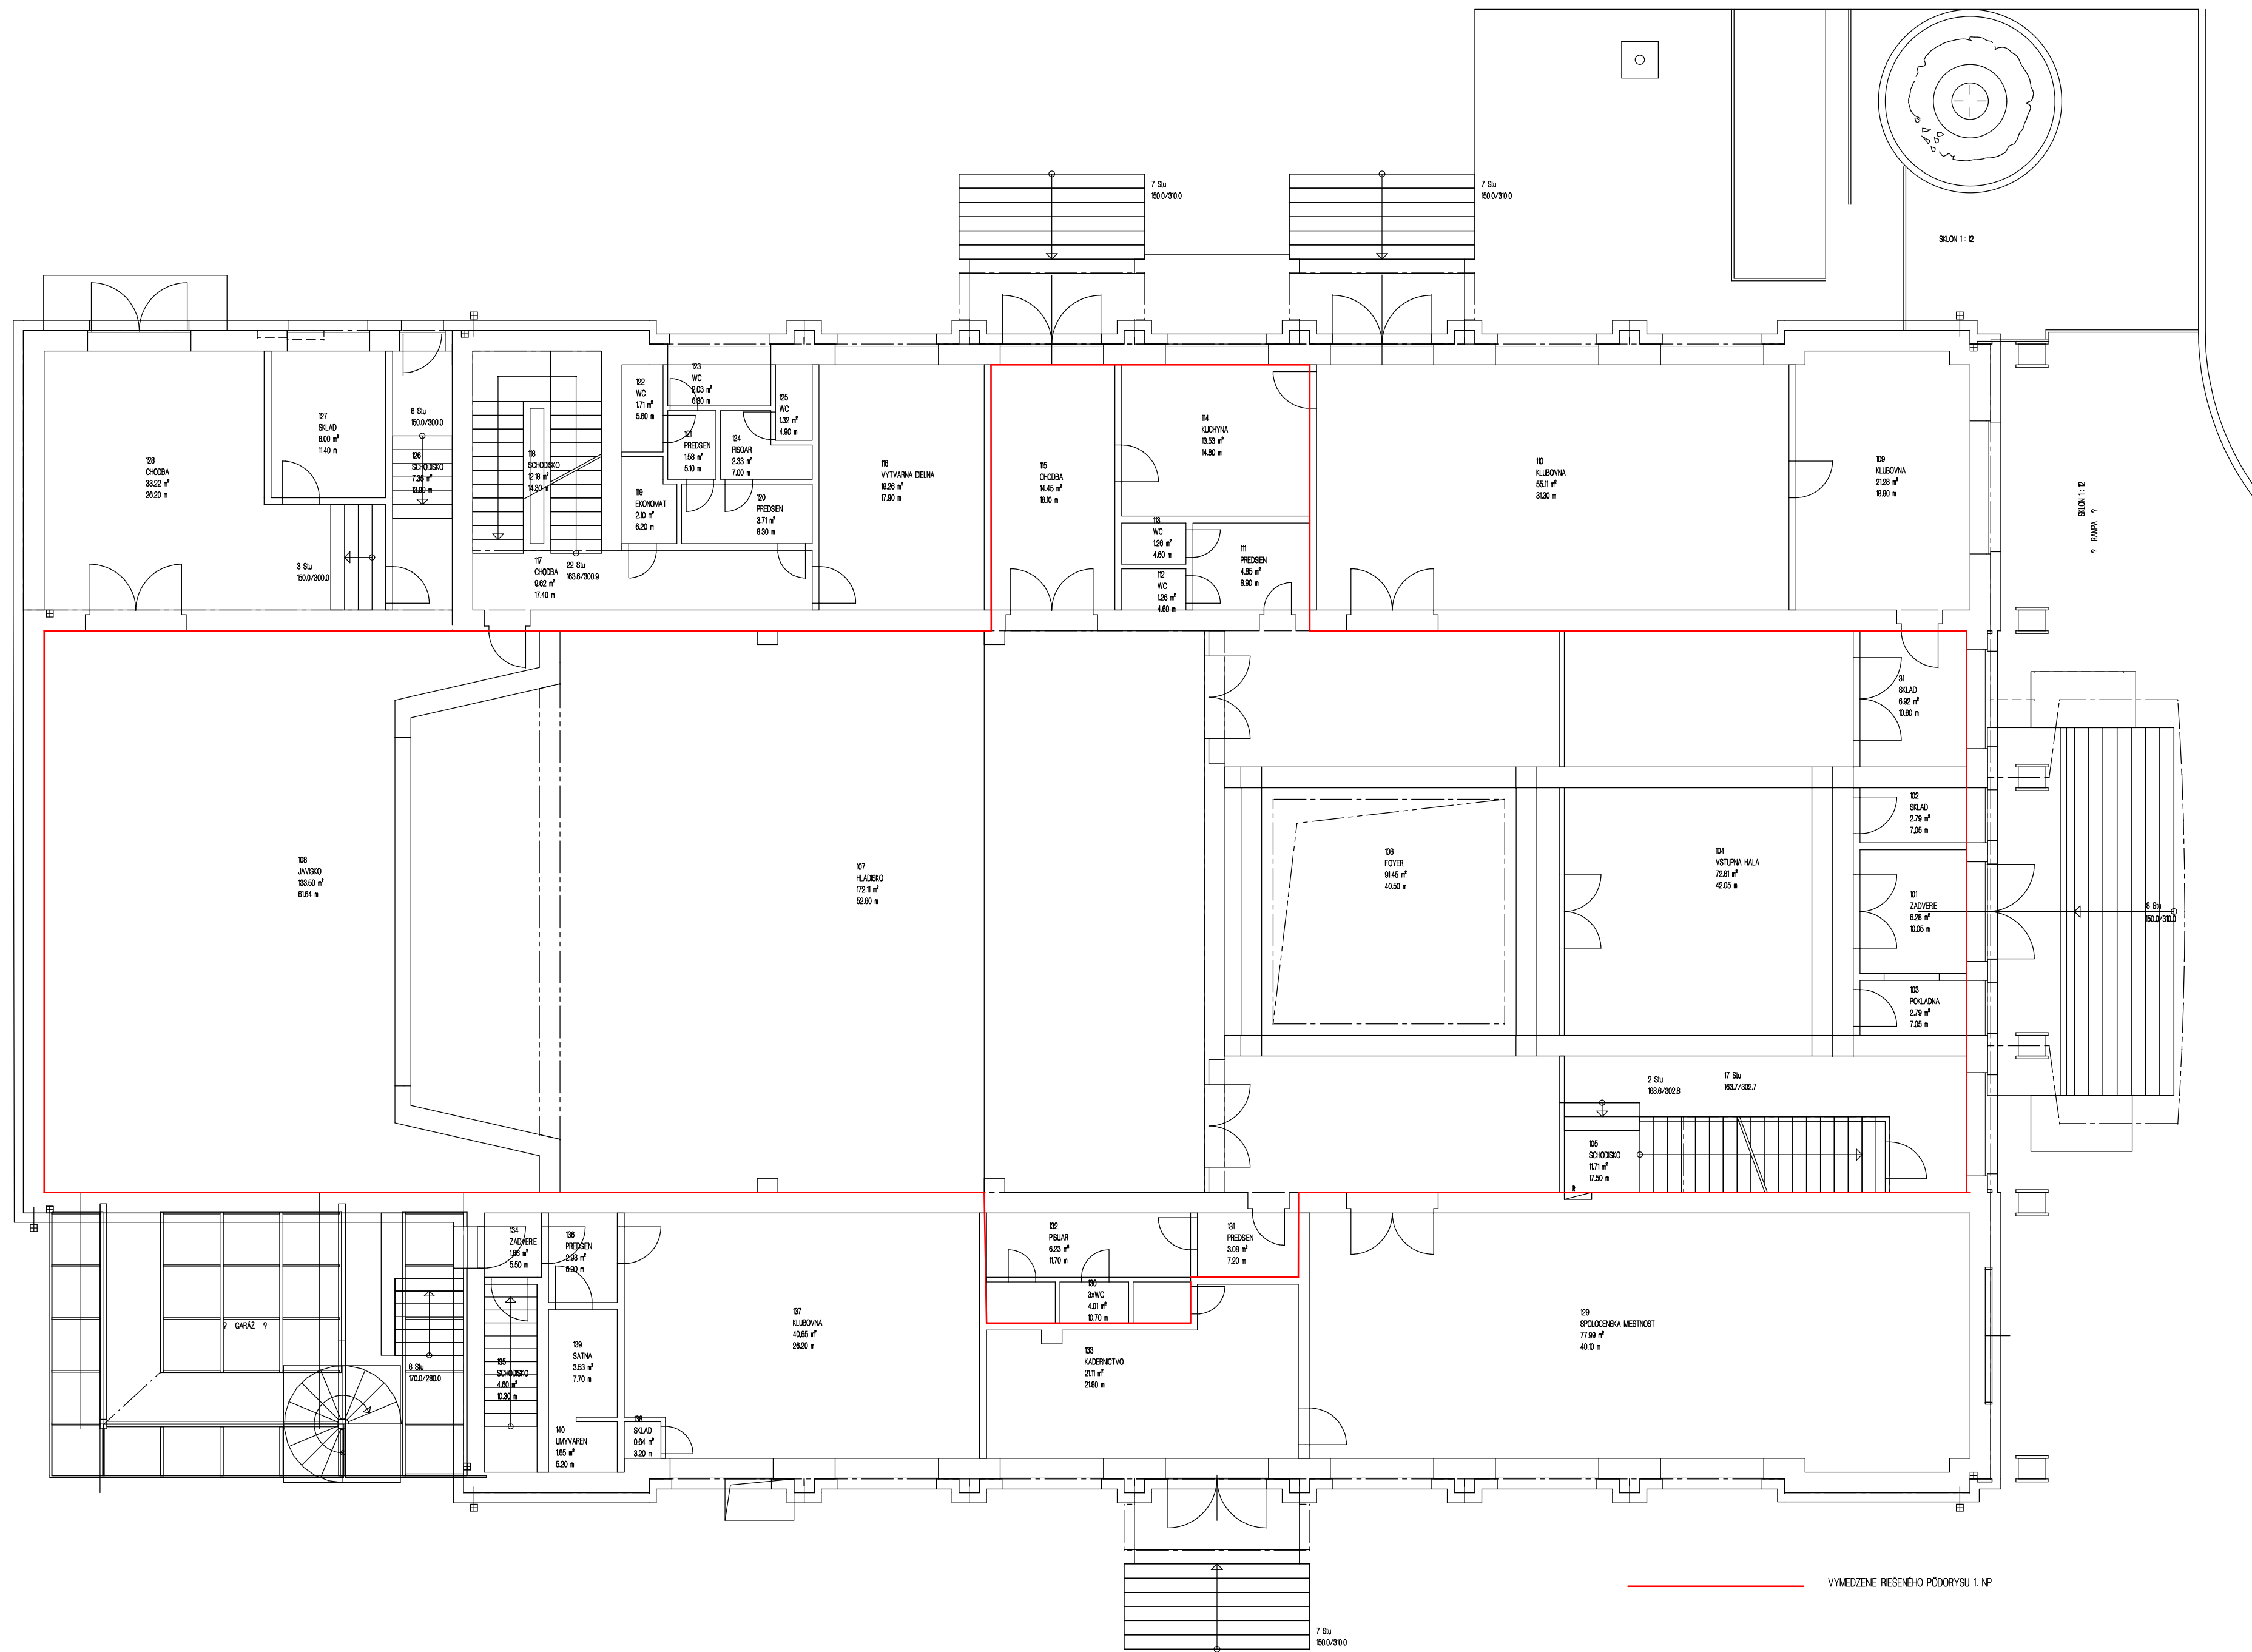 7 Stu
150.0/310.0
7 Stu
150.0/310.0
SKLON 1 : 12
SKLON 1 : 12
? RAMPA ?
128
CHODBA
33.22 m²
26.20 m
127
SKLAD
8.00 m²
11.40 m
6 Stu
150.0/300.0
126
SCHODISKO
7.35 m²
13.90 m
3 Stu
150.0/300.0
118
SCHODISKO
12.18 m²
14.30 m
117
CHODBA
9.62 m²
17.40 m
22 Stu
163.6/300.9
122
WC
1.71 m²
5.60 m
123
WC
2.03 m²
6.30 m
125
WC
1.32 m²
4.90 m
121
PREDSIEN
1.58 m²
5.10 m
124
PISOAR
2.33 m²
7.00 m
119
EKONOMAT
2.10 m²
6.20 m
120
PREDSIEN
3.71 m²
8.30 m
116
VYTVARNA DIELNA
19.26 m²
17.90 m
115
CHODBA
14.45 m²
16.10 m
114
KUCHYNA
13.53 m²
14.80 m
113
WC
1.26 m²
4.60 m
112
WC
1.26 m²
4.60 m
111
PREDSIEN
4.85 m²
8.90 m
110
KLUBOVNA
55.11 m²
31.30 m
109
KLUBOVNA
21.28 m²
18.90 m
31
SKLAD
6.92 m²
10.60 m
108
JAVISKO
133.50 m²
61.64 m
107
HLADISKO
172.11 m²
52.60 m
106
FOYER
91.45 m²
40.50 m
104
VSTUPNA HALA
72.81 m²
42.05 m
102
SKLAD
2.79 m²
7.05 m
101
ZADVERIE
6.28 m²
10.05 m
103
POKLADNA
2.79 m²
7.05 m
8 Stu
150.0/310.0
2 Stu
163.6/302.8
17 Stu
163.7/302.7
105
SCHODISKO
11.71 m²
17.50 m
134
ZADVERIE
1.88 m²
5.50 m
136
PREDSIEN
2.93 m²
6.90 m
132
PISUAR
6.23 m²
11.70 m
131
PREDSIEN
3.08 m²
7.20 m
130
3xWC
4.01 m²
10.70 m
137
KLUBOVNA
40.65 m²
26.20 m
129
SPOLOCENSKA MIESTNOST
77.99 m²
40.10 m
? GARÁŽ ?
6 Stu
170.0/280.0
135
SCHODISKO
4.60 m²
10.30 m
139
SATNA
3.53 m²
7.70 m
133
KADERNICTVO
21.11 m²
21.80 m
140
UMYVAREN
1.65 m²
5.20 m
138
SKLAD
0.64 m²
3.20 m
7 Stu
150.0/310.0
VYMEDZENIE RIEŠENÉHO PÔDORYSU 1. NP